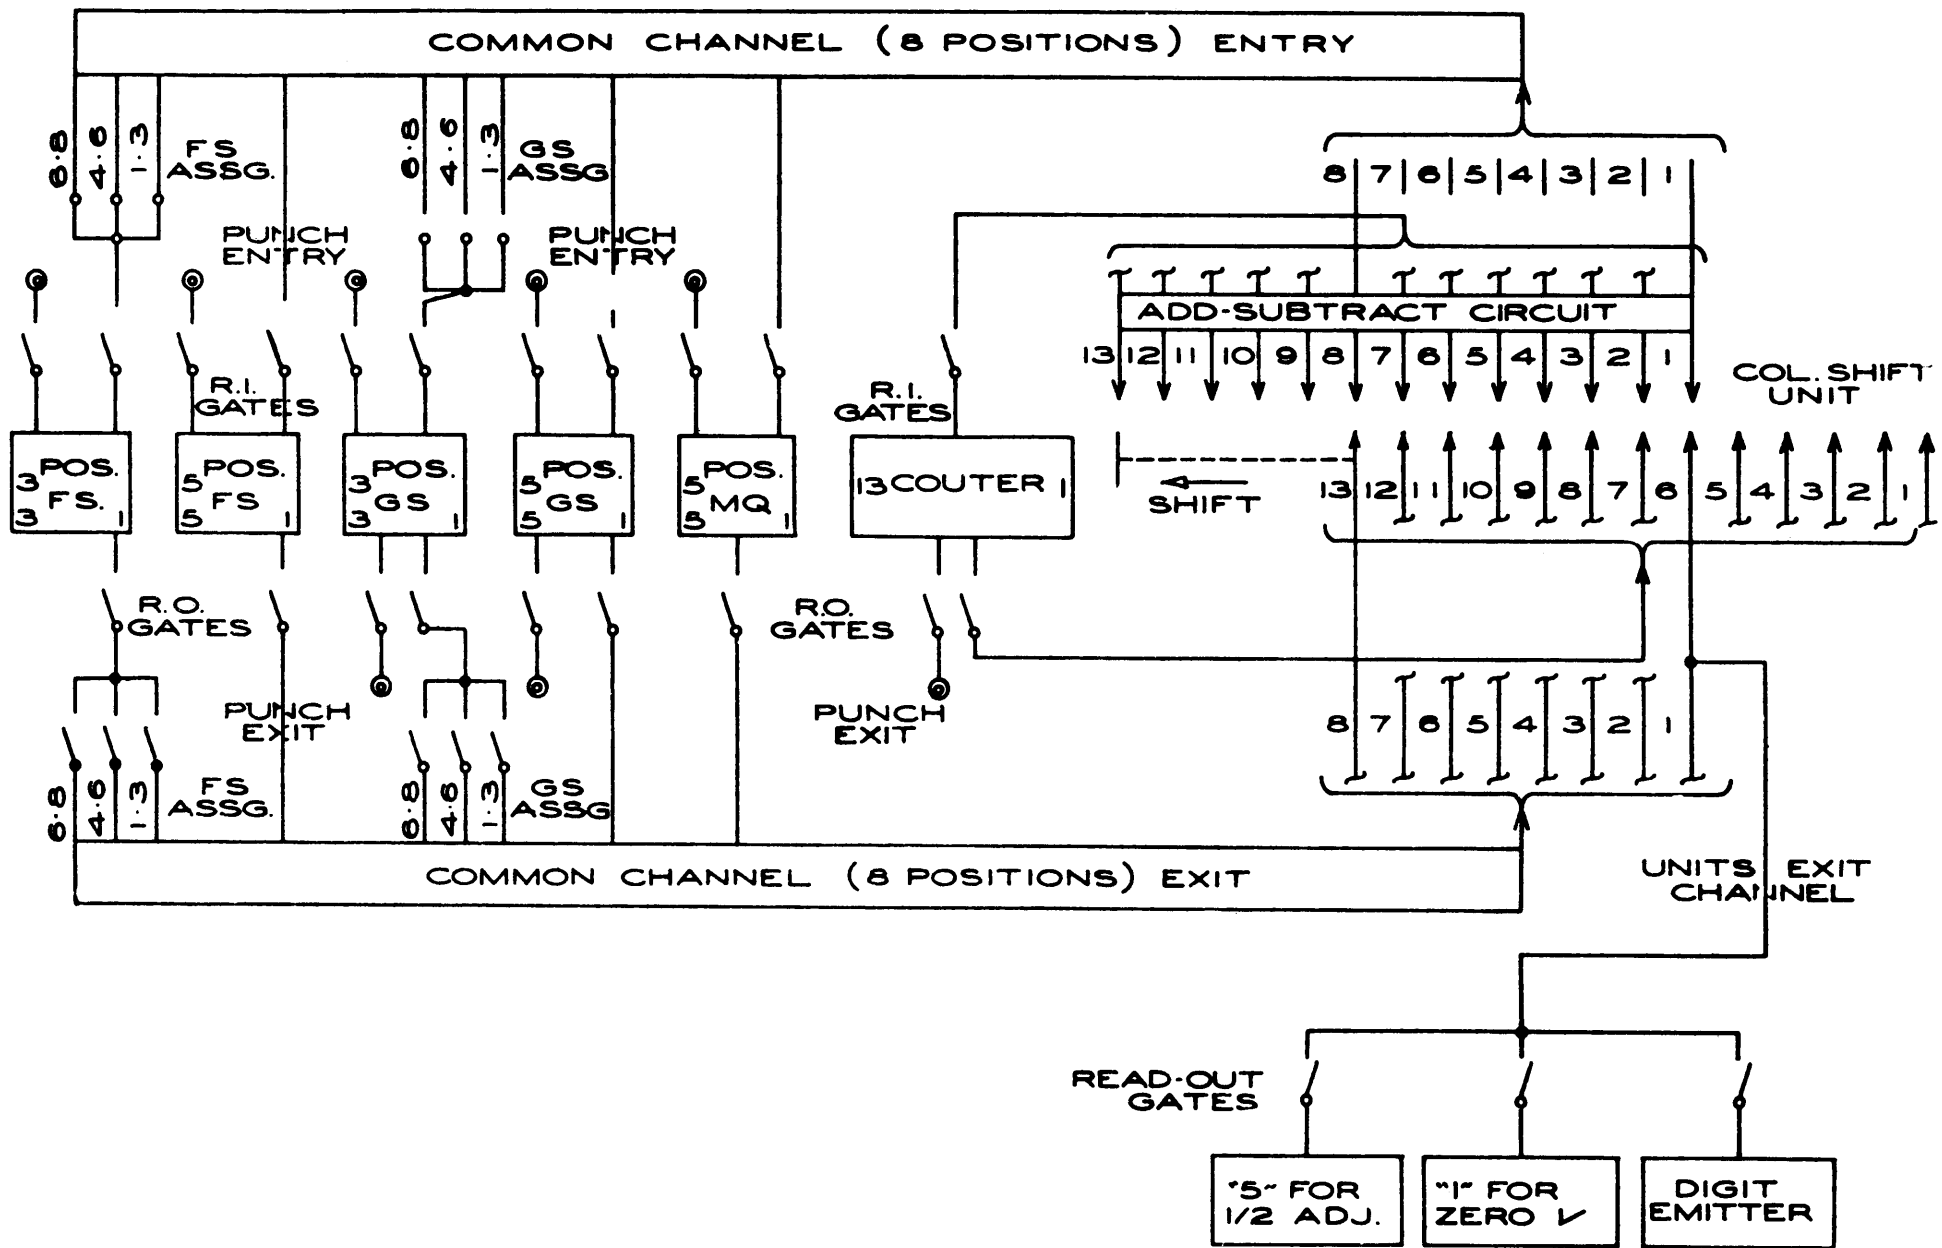 COMMON CHANNEL (8 POSITIONS) ENTRY
6·8 4·6 1·3
FS
ASSG.
6·8 4·6 1·3
GS
ASSG
PUNCH
ENTRY
PUNCH
ENTRY
8 7 6 5 4 3 2 1
ADD-SUBTRACT CIRCUIT
13 12 11 10 9 8 7 6 5 4 3 2 1
COL. SHIFT
UNIT
R.I.
GATES
R.I.
GATES
3 POS.
FS.
3 1
5 POS.
FS
5 1
3 POS.
GS
3 1
5 POS.
GS
5 1
5 POS.
MQ
5 1
13 COUTER 1
SHIFT
13 12 11 10 9 8 7 6 5 4 3 2 1
R.O.
GATES
R.O.
GATES
PUNCH
EXIT
PUNCH
EXIT
8 7 6 5 4 3 2 1
6·8 4·6 1·3
FS
ASSG.
6·8 4·6 1·3
GS
ASSG
COMMON CHANNEL (8 POSITIONS) EXIT
UNITS EXIT
CHANNEL
READ-OUT
GATES
"5" FOR
1/2 ADJ.
"1" FOR
ZERO ✓
DIGIT
EMITTER